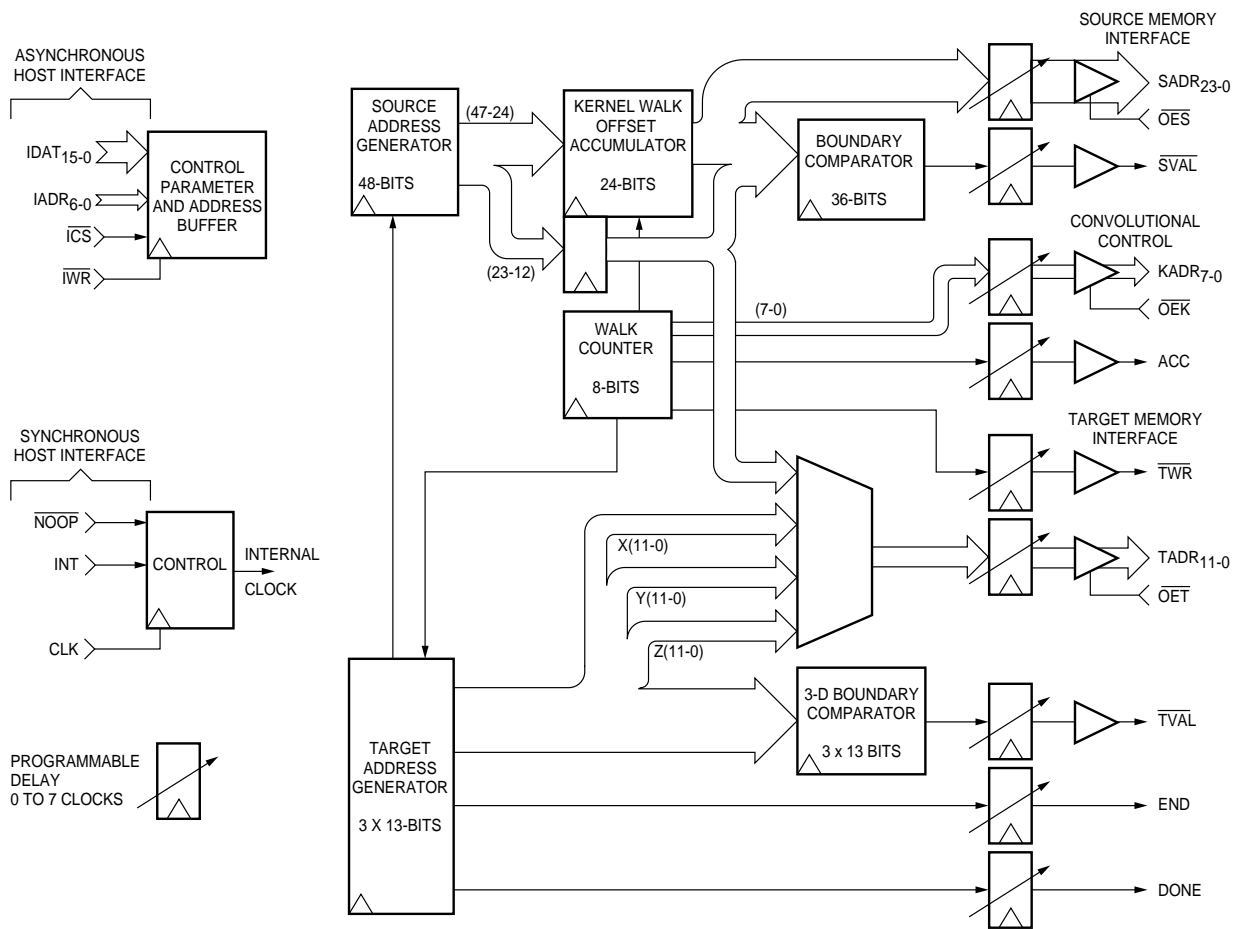 ASYNCHRONOUS
HOST INTERFACE
IDAT15-0
IADR6-0
ICS
IWR
CONTROL
PARAMETER
AND ADDRESS
BUFFER
SYNCHRONOUS
HOST INTERFACE
NOOP
INT
CLK
CONTROL
INTERNAL
CLOCK
PROGRAMMABLE
DELAY
0 TO 7 CLOCKS
SOURCE
ADDRESS
GENERATOR
48-BITS
(47-24)
(23-12)
KERNEL WALK
OFFSET
ACCUMULATOR
24-BITS
WALK
COUNTER
8-BITS
(7-0)
BOUNDARY
COMPARATOR
36-BITS
X(11-0)
Y(11-0)
Z(11-0)
TARGET
ADDRESS
GENERATOR
3 X 13-BITS
3-D BOUNDARY
COMPARATOR
3 x 13 BITS
SOURCE MEMORY
INTERFACE
SADR23-0
OES
SVAL
CONVOLUTIONAL
CONTROL
KADR7-0
OEK
ACC
TARGET MEMORY
INTERFACE
TWR
TADR11-0
OET
TVAL
END
DONE